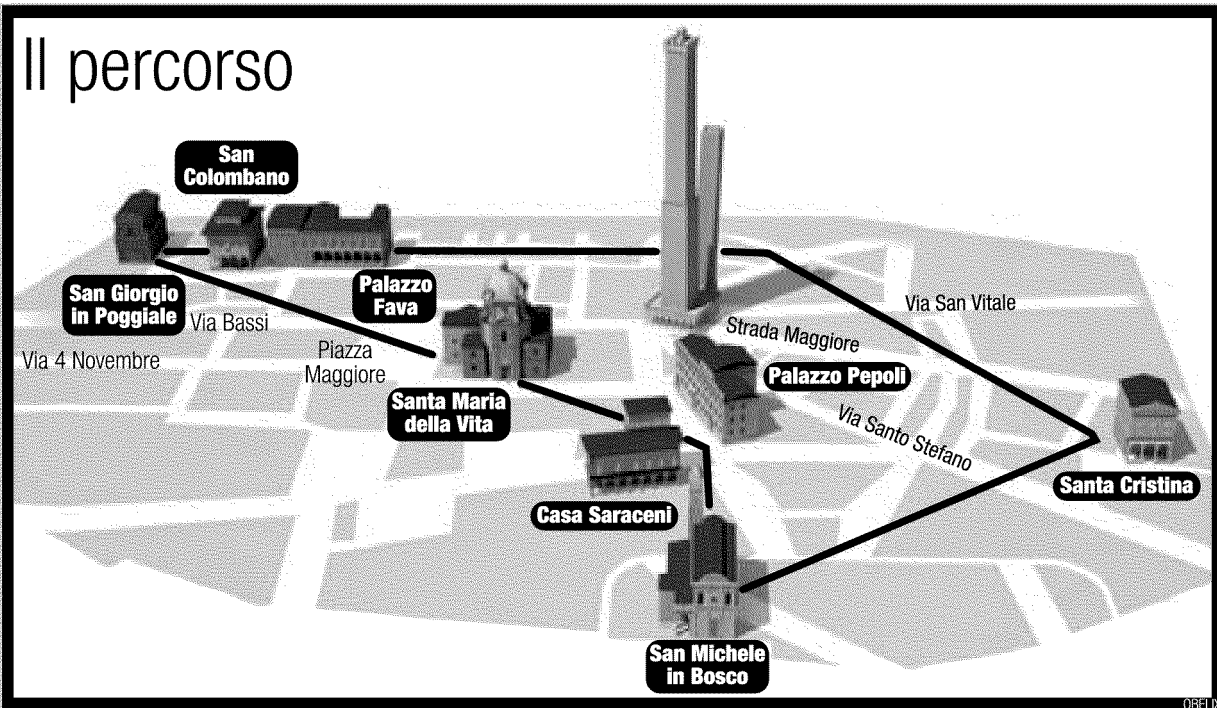 Il percorso
San
Colombano
San Giorgio
in Poggiale
Palazzo
Fava
Via Bassi
Via San Vitale
Via 4 Novembre
Piazza
Maggiore
Strada Maggiore
Palazzo Pepoli
Santa Maria
della Vita
Via Santo Stefano
Santa Cristina
Casa Saraceni
San Michele
in Bosco
OBELIX